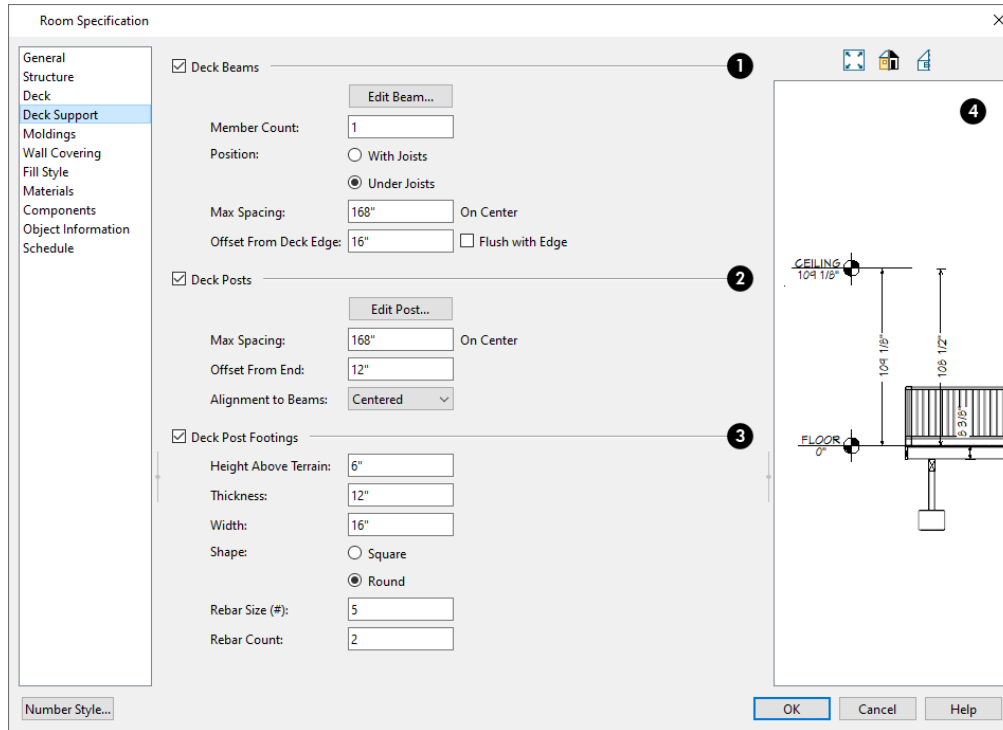 Room Specification
General
Structure
Deck
Deck Support
Moldings
Wall Covering
Fill Style
Materials
Components
Object Information
Schedule
Deck Beams 1
Edit Beam...
Member Count: 1
Position: With Joists
Under Joists
Max Spacing: 168" On Center
Offset From Deck Edge: 16" Flush with Edge
Deck Posts 2
Edit Post...
Max Spacing: 168" On Center
Offset From End: 12"
Alignment to Beams: Centered
Deck Post Footings 3
Height Above Terrain: 6"
Thickness: 12"
Width: 16"
Shape: Square
Round
Rebar Size (#): 5
Rebar Count: 2
4
CEILING
109 1/8"
109 1/8"
108 1/2"
8 3/8"
FLOOR
0"
Number Style...
OK Cancel Help